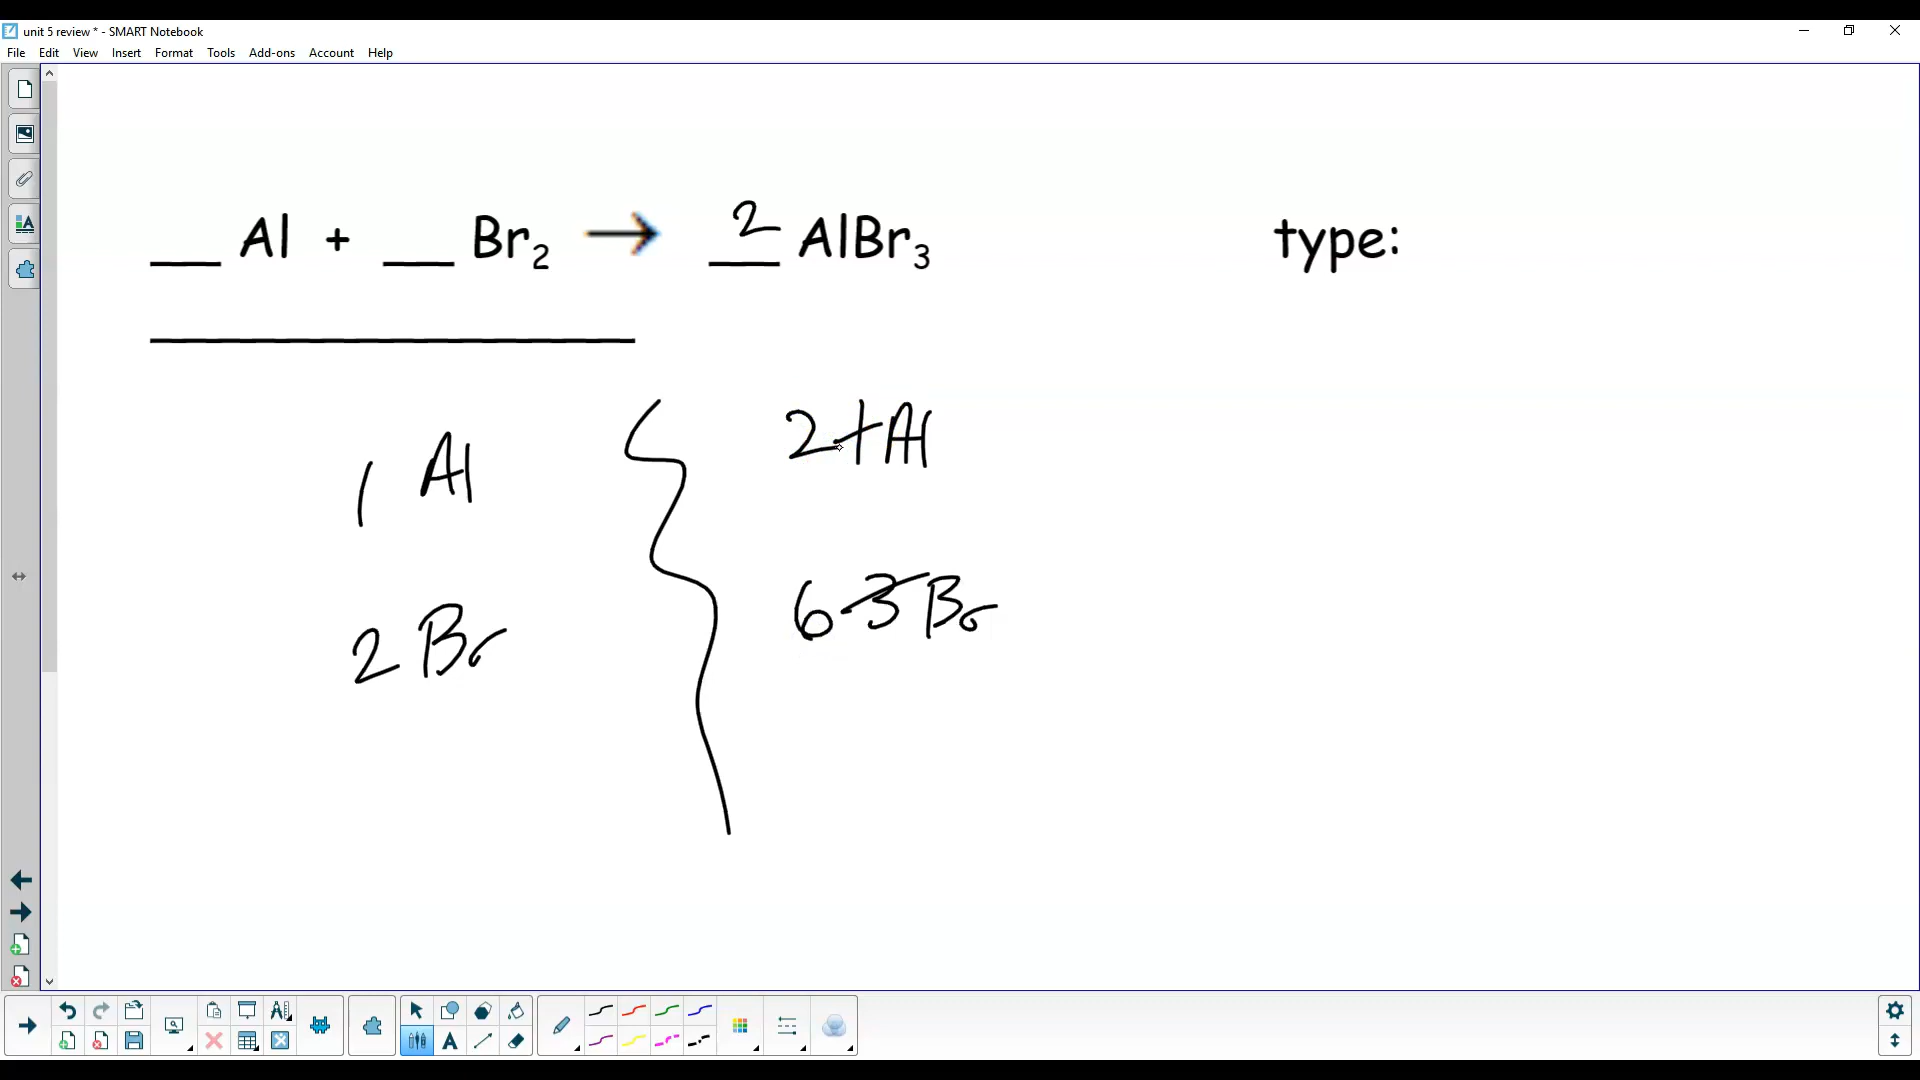 unit 5 review * - SMART Notebook
File Edit View Insert Format Tools Add-ons Account Help
__ Al + __ Br₂ → 2 AlBr₃ type:
____________________
1 Al 2 1 Al
2 Br 6 3 Br